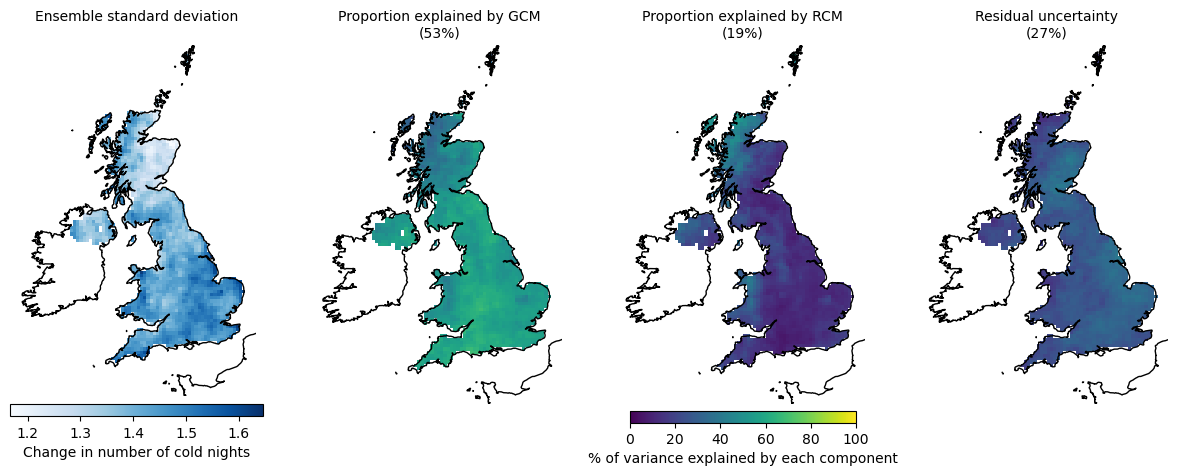 Ensemble standard deviation
Proportion explained by GCM
(53%)
Proportion explained by RCM
(19%)
Residual uncertainty
(27%)
1.2 1.3 1.4 1.5 1.6
Change in number of cold nights
0 20 40 60 80 100
% of variance explained by each component